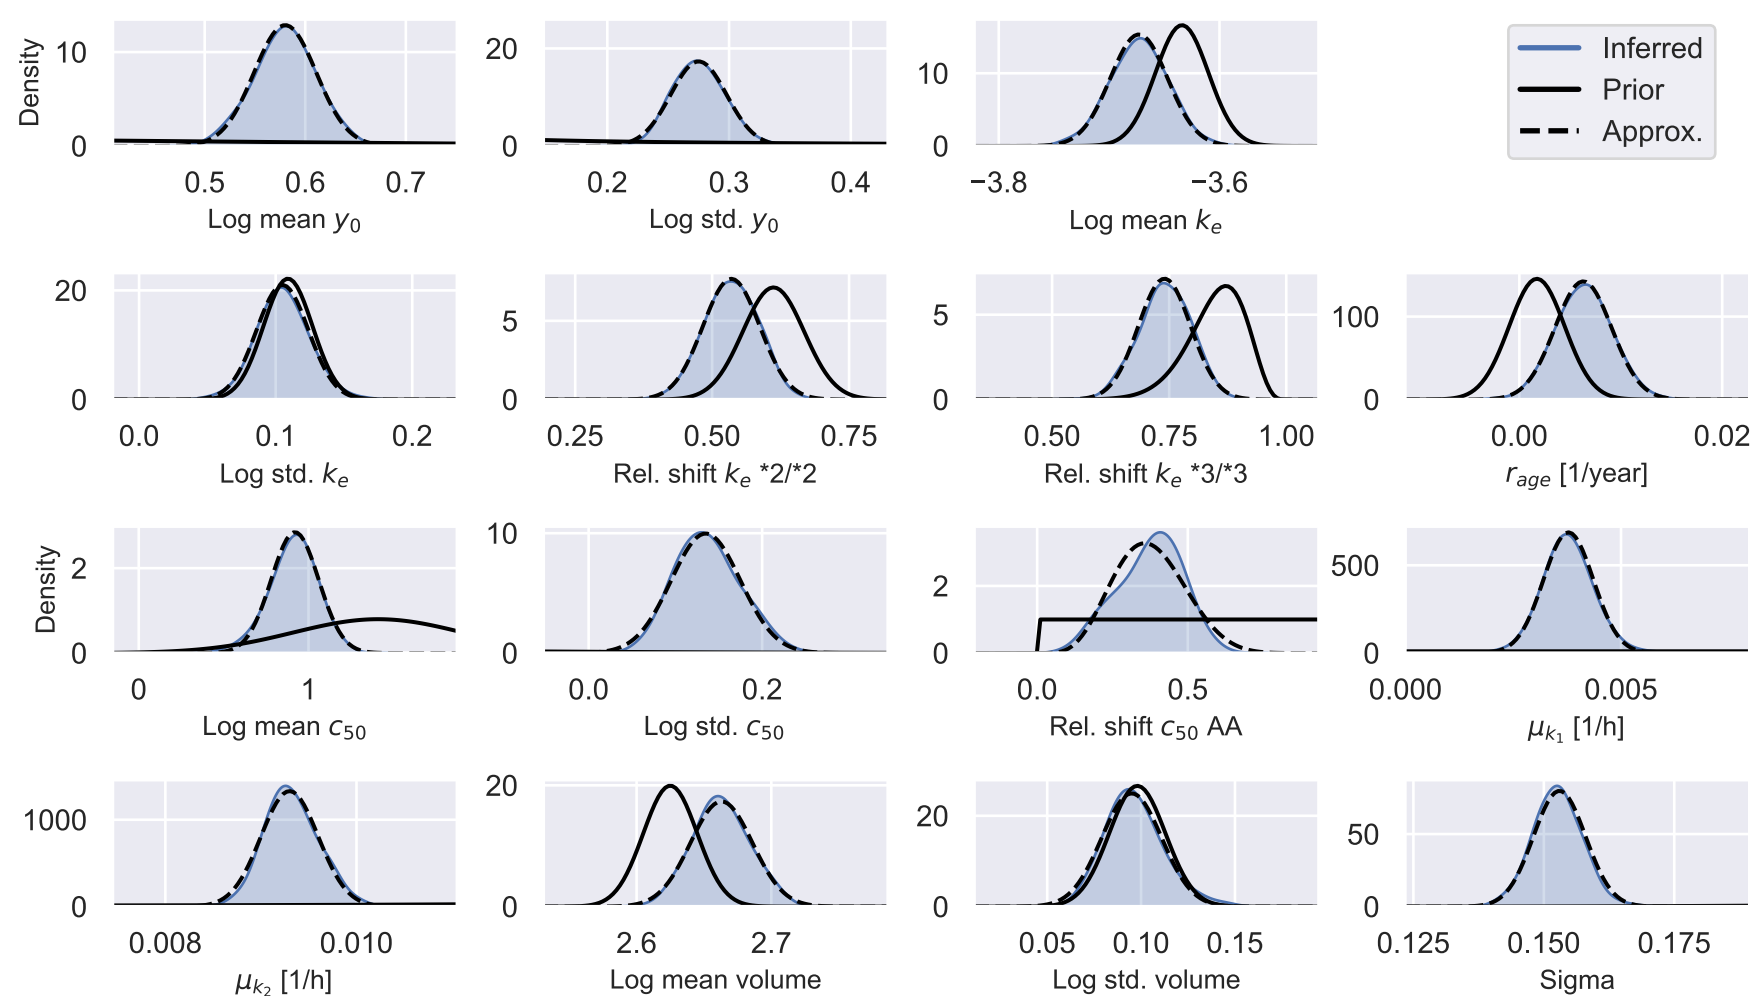 Density
10
0
0.5 0.6 0.7
Log mean y₀
20
0
0.2 0.3 0.4
Log std. y₀
10
0
−3.8 −3.6
Log mean kₑ
Inferred
Prior
Approx.
20
0
0.0 0.1 0.2
Log std. kₑ
5
0
0.25 0.50 0.75
Rel. shift kₑ *2/*2
5
0
0.50 0.75 1.00
Rel. shift kₑ *3/*3
100
0
0.00 0.02
r_age [1/year]
Density
2
0
0 1
Log mean c₅₀
10
0
0.0 0.2
Log std. c₅₀
2
0
0.0 0.5
Rel. shift c₅₀ AA
500
0
0.000 0.005
μ_k₁ [1/h]
1000
0
0.008 0.010
μ_k₂ [1/h]
20
0
2.6 2.7
Log mean volume
20
0
0.05 0.10 0.15
Log std. volume
50
0
0.125 0.150 0.175
Sigma